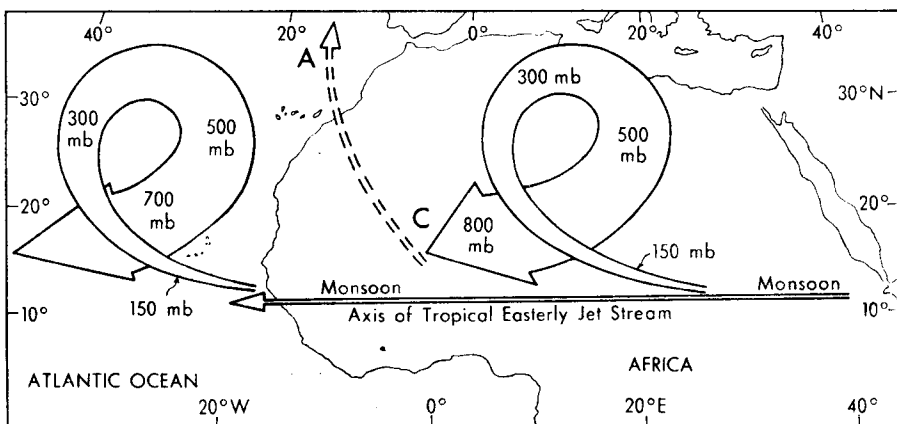 40° 20° 0° 20° 40°
A
300 mb
300 mb
30° 500 mb 500 mb 30°N
700 mb
20° C 800 mb 20°
150 mb
Monsoon Monsoon
150 mb
10° 10°
Axis of Tropical Easterly Jet Stream
ATLANTIC OCEAN AFRICA
20°W 0° 20°E 40°